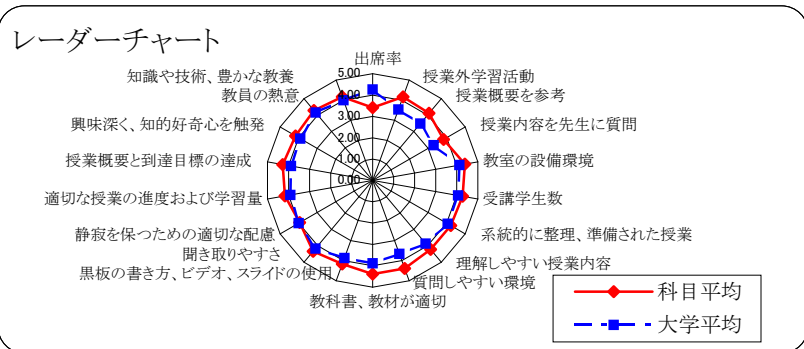 レーダーチャート
出席率
授業外学習活動
授業概要を参考
授業内容を先生に質問
教室の設備環境
受講学生数
系統的に整理、準備された授業
理解しやすい授業内容
質問しやすい環境
教科書、教材が適切
黒板の書き方、ビデオ、スライドの使用
聞き取りやすさ
静寂を保つための適切な配慮
適切な授業の進度および学習量
授業概要と到達目標の達成
興味深く、知的好奇心を触発
教員の熱意
知識や技術、豊かな教養
5.00
4.00
3.00
2.00
1.00
0.00
科目平均
大学平均